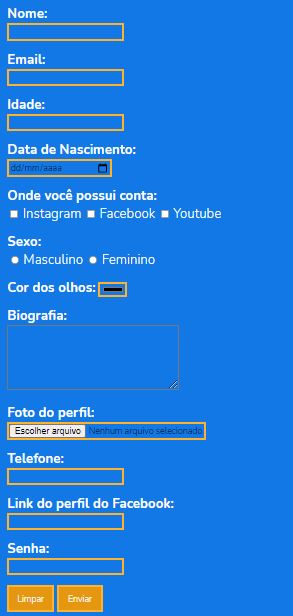 Nome:
Email:
Idade:
Data de Nascimento:
dd/mm/aaaa
Onde você possui conta:
Instagram Facebook Youtube
Sexo:
Masculino Feminino
Cor dos olhos:
Biografia:
Foto do perfil:
Escolher arquivo Nenhum arquivo selecionado
Telefone:
Link do perfil do Facebook:
Senha:
Limpar Enviar